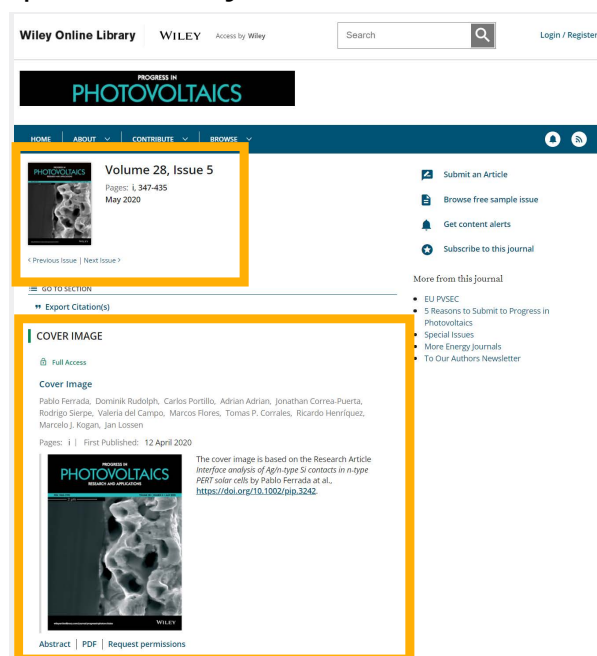 Wiley Online Library WILEY Access by Wiley Search Login / Register
PROGRESS IN
PHOTOVOLTAICS
HOME ABOUT CONTRIBUTE BROWSE
PHOTOVOLTAICS
Volume 28, Issue 5
Pages: i, 347-435
May 2020
< Previous Issue | Next Issue >
Submit an Article
Browse free sample issue
Get content alerts
Subscribe to this journal
More from this journal
• EU PVSEC
• 5 Reasons to Submit to Progress in
Photovoltaics
• Special Issues
• More Energy Journals
• To Our Authors Newsletter
GO TO SECTION
Export Citation(s)
COVER IMAGE
Full Access
Cover Image
Pablo Ferrada, Dominik Rudolph, Carlos Portillo, Adrian Adrian, Jonathan Correa-Puerta,
Rodrigo Sierpe, Valeria del Campo, Marcos Flores, Tomas P. Corrales, Ricardo Henríquez,
Marcelo J. Kogan, Jan Lossen
Pages: i | First Published: 12 April 2020
PROGRESS IN
PHOTOVOLTAICS
RESEARCH AND APPLICATIONS
WILEY
The cover image is based on the Research Article
Interface analysis of Ag/n-type Si contacts in n-type
PERT solar cells by Pablo Ferrada at al.,
https://doi.org/10.1002/pip.3242.
Abstract | PDF | Request permissions